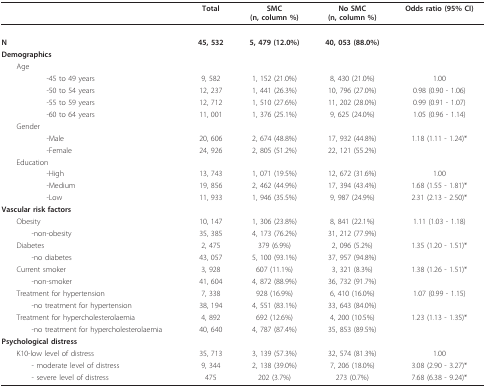 Total SMC No SMC Odds ratio (95% CI)
(n, column %) (n, column %)
N 45, 532 5, 479 (12.0%) 40, 053 (88.0%)
Demographics
Age
-45 to 49 years 9, 582 1, 152 (21.0%) 8, 430 (21.0%) 1.00
-50 to 54 years 12, 237 1, 441 (26.3%) 10, 796 (27.0%) 0.98 (0.90 - 1.06)
-55 to 59 years 12, 712 1, 510 (27.6%) 11, 202 (28.0%) 0.99 (0.91 - 1.07)
-60 to 64 years 11, 001 1, 376 (25.1%) 9, 625 (24.0%) 1.05 (0.96 - 1.14)
Gender
-Male 20, 606 2, 674 (48.8%) 17, 932 (44.8%) 1.18 (1.11 - 1.24)*
-Female 24, 926 2, 805 (51.2%) 22, 121 (55.2%)
Education
-High 13, 743 1, 071 (19.5%) 12, 672 (31.6%) 1.00
-Medium 19, 856 2, 462 (44.9%) 17, 394 (43.4%) 1.68 (1.55 - 1.81)*
-Low 11, 933 1, 946 (35.5%) 9, 987 (24.9%) 2.31 (2.13 - 2.50)*
Vascular risk factors
Obesity 10, 147 1, 306 (23.8%) 8, 841 (22.1%) 1.11 (1.03 - 1.18)
-non-obesity 35, 385 4, 173 (76.2%) 31, 212 (77.9%)
Diabetes 2, 475 379 (6.9%) 2, 096 (5.2%) 1.35 (1.20 - 1.51)*
-no diabetes 43, 057 5, 100 (93.1%) 37, 957 (94.8%)
Current smoker 3, 928 607 (11.1%) 3, 321 (8.3%) 1.38 (1.26 - 1.51)*
-non-smoker 41, 604 4, 872 (88.9%) 36, 732 (91.7%)
Treatment for hypertension 7, 338 928 (16.9%) 6, 410 (16.0%) 1.07 (0.99 - 1.15)
-no treatment for hypertension 38, 194 4, 551 (83.1%) 33, 643 (84.0%)
Treatment for hypercholesterolaemia 4, 892 692 (12.6%) 4, 200 (10.5%) 1.23 (1.13 - 1.35)*
-no treatment for hypercholesterolaemia 40, 640 4, 787 (87.4%) 35, 853 (89.5%)
Psychological distress
K10-low level of distress 35, 713 3, 139 (57.3%) 32, 574 (81.3%) 1.00
- moderate level of distress 9, 344 2, 138 (39.0%) 7, 206 (18.0%) 3.08 (2.90 - 3.27)*
- severe level of distress 475 202 (3.7%) 273 (0.7%) 7.68 (6.38 - 9.24)*